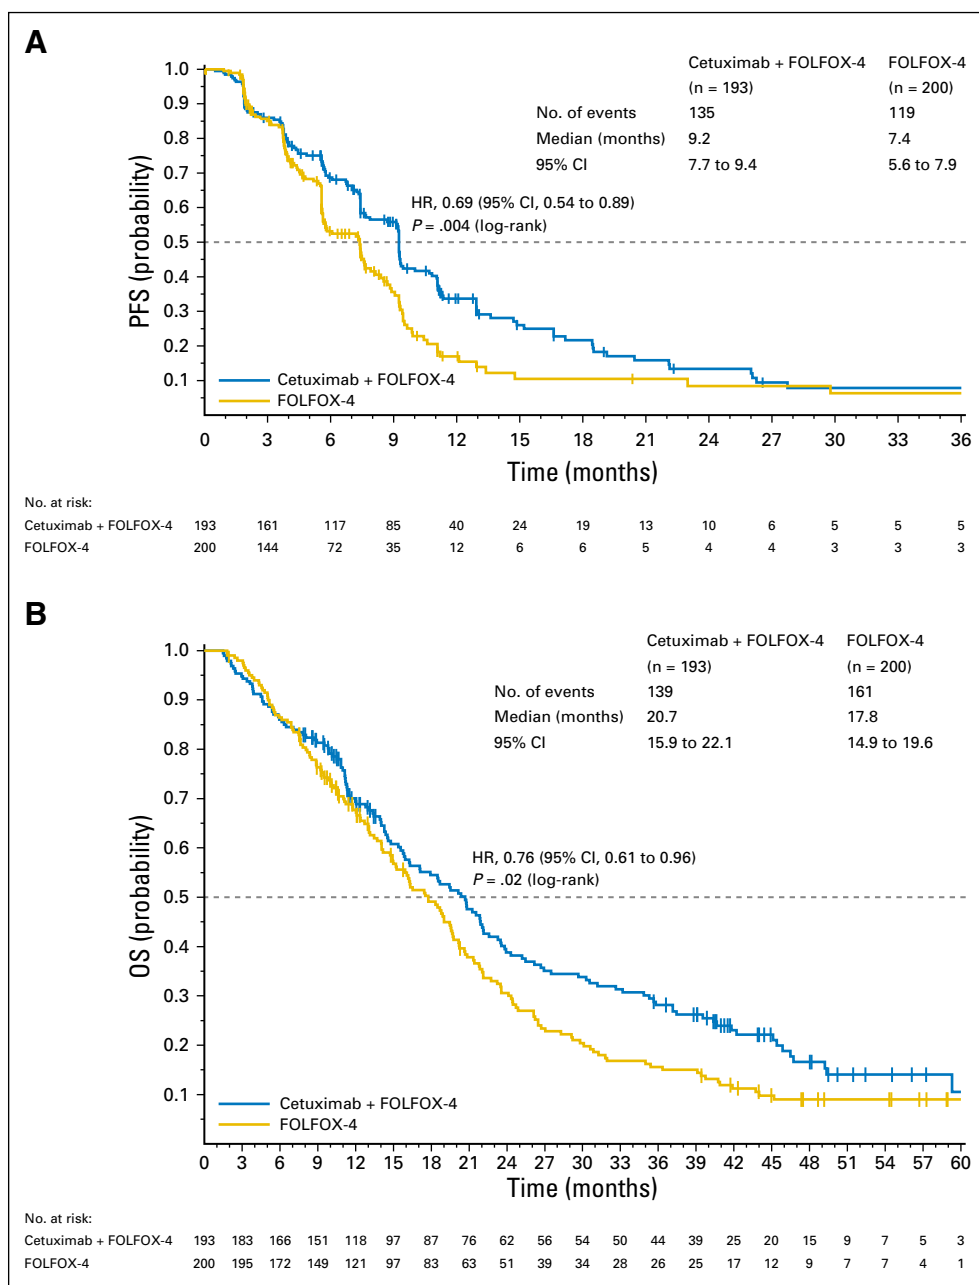 A
Cetuximab + FOLFOX-4 FOLFOX-4
(n = 193) (n = 200)
No. of events 135 119
Median (months) 9.2 7.4
95% CI 7.7 to 9.4 5.6 to 7.9
HR, 0.69 (95% CI, 0.54 to 0.89)
P = .004 (log-rank)
PFS (probability)
1.0
0.9
0.8
0.7
0.6
0.5
0.4
0.3
0.2
0.1
Cetuximab + FOLFOX-4
FOLFOX-4
0 3 6 9 12 15 18 21 24 27 30 33 36
Time (months)
No. at risk:
Cetuximab + FOLFOX-4 193 161 117 85 40 24 19 13 10 6 5 5 5
FOLFOX-4 200 144 72 35 12 6 6 5 4 4 3 3 3
B
Cetuximab + FOLFOX-4 FOLFOX-4
(n = 193) (n = 200)
No. of events 139 161
Median (months) 20.7 17.8
95% CI 15.9 to 22.1 14.9 to 19.6
HR, 0.76 (95% CI, 0.61 to 0.96)
P = .02 (log-rank)
OS (probability)
1.0
0.9
0.8
0.7
0.6
0.5
0.4
0.3
0.2
0.1
Cetuximab + FOLFOX-4
FOLFOX-4
0 3 6 9 12 15 18 21 24 27 30 33 36 39 42 45 48 51 54 57 60
Time (months)
No. at risk:
Cetuximab + FOLFOX-4 193 183 166 151 118 97 87 76 62 56 54 50 44 39 25 20 15 9 7 5 3
FOLFOX-4 200 195 172 149 121 97 83 63 51 39 34 28 26 25 17 12 9 7 7 4 1